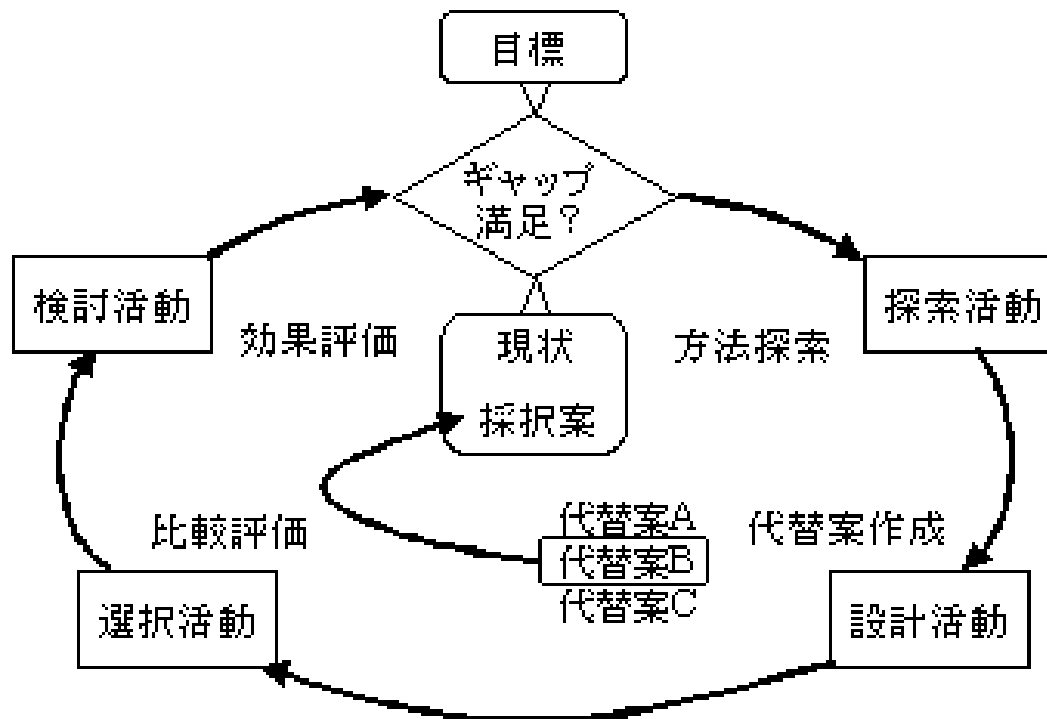 目標
ギャップ
満足？
検討活動
探索活動
効果評価
現状
方法探索
採択案
比較評価
代替案A
代替案B
代替案C
代替案作成
選択活動
設計活動